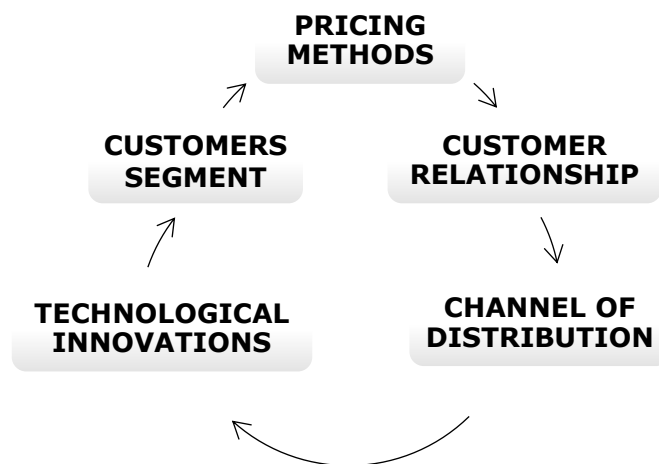 PRICING
METHODS
CUSTOMERS
SEGMENT
CUSTOMER
RELATIONSHIP
TECHNOLOGICAL
INNOVATIONS
CHANNEL OF
DISTRIBUTION